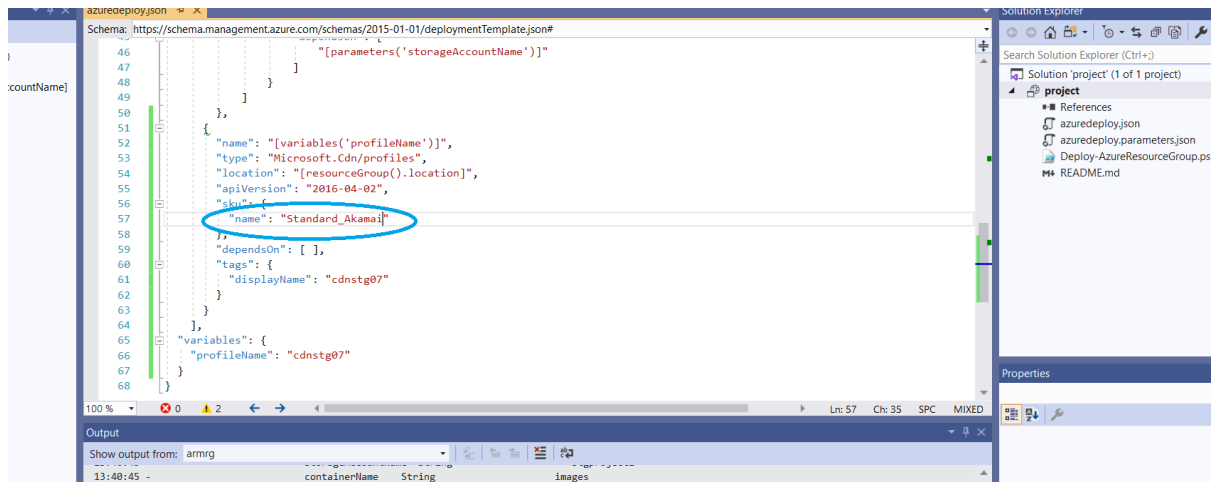 azuredeploy.json
Schema: https://schema.management.azure.com/schemas/2015-01-01/deploymentTemplate.json#
)
countName]
45 "dependsOn": [
46 "[parameters('storageAccountName')]"
47 ]
48 }
49 ]
50 },
51 {
52 "name": "[variables('profileName')]",
53 "type": "Microsoft.Cdn/profiles",
54 "location": "[resourceGroup().location]",
55 "apiVersion": "2016-04-02",
56 "sku": {
57 "name": "Standard_Akamai"
58 },
59 "dependsOn": [ ],
60 "tags": {
61 "displayName": "cdnstg07"
62 }
63 }
64 ],
65 "variables": {
66 "profileName": "cdnstg07"
67 }
68 }
100 % 0 2 Ln: 57 Ch: 35 SPC MIXED
Output
Show output from: armrg
13:40:45 - containerName String images
Solution Explorer
Search Solution Explorer (Ctrl+;)
Solution 'project' (1 of 1 project)
project
References
azuredeploy.json
azuredeploy.parameters.json
Deploy-AzureResourceGroup.ps
README.md
Properties